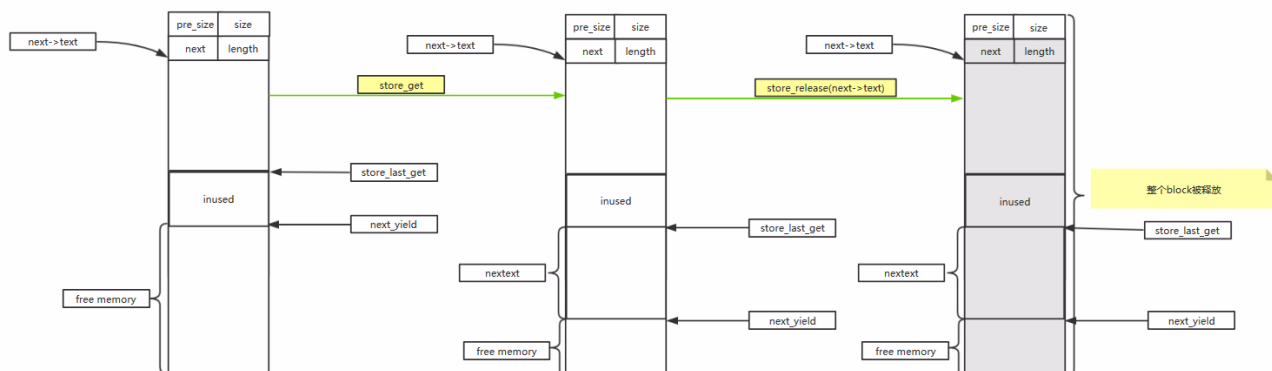 pre_size size
next->text
next length
store_get
store_last_get
inused
next_yield
free memory
pre_size size
next->text
next length
store_release(next->text)
inused
store_last_get
nextext
next_yield
free memory
pre_size size
next->text
next length
整个block被释放
inused
store_last_get
nextext
next_yield
free memory